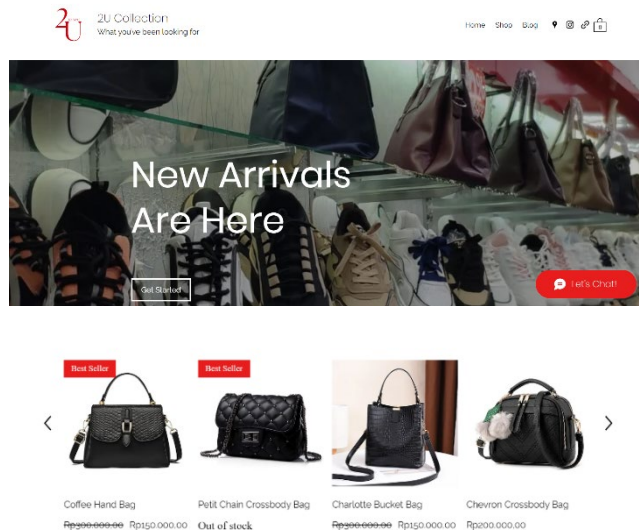 2U
2U Collection
What you've been looking for
Home Shop Blog
0
New Arrivals
Are Here
Get Started
Let's Chat!
Best Seller
Best Seller
Coffee Hand Bag
Petit Chain Crossbody Bag
Charlotte Bucket Bag
Chevron Crossbody Bag
Rp300.000.00 Rp150.000.00
Out of stock
Rp300.000.00 Rp150.000.00
Rp200.000.00